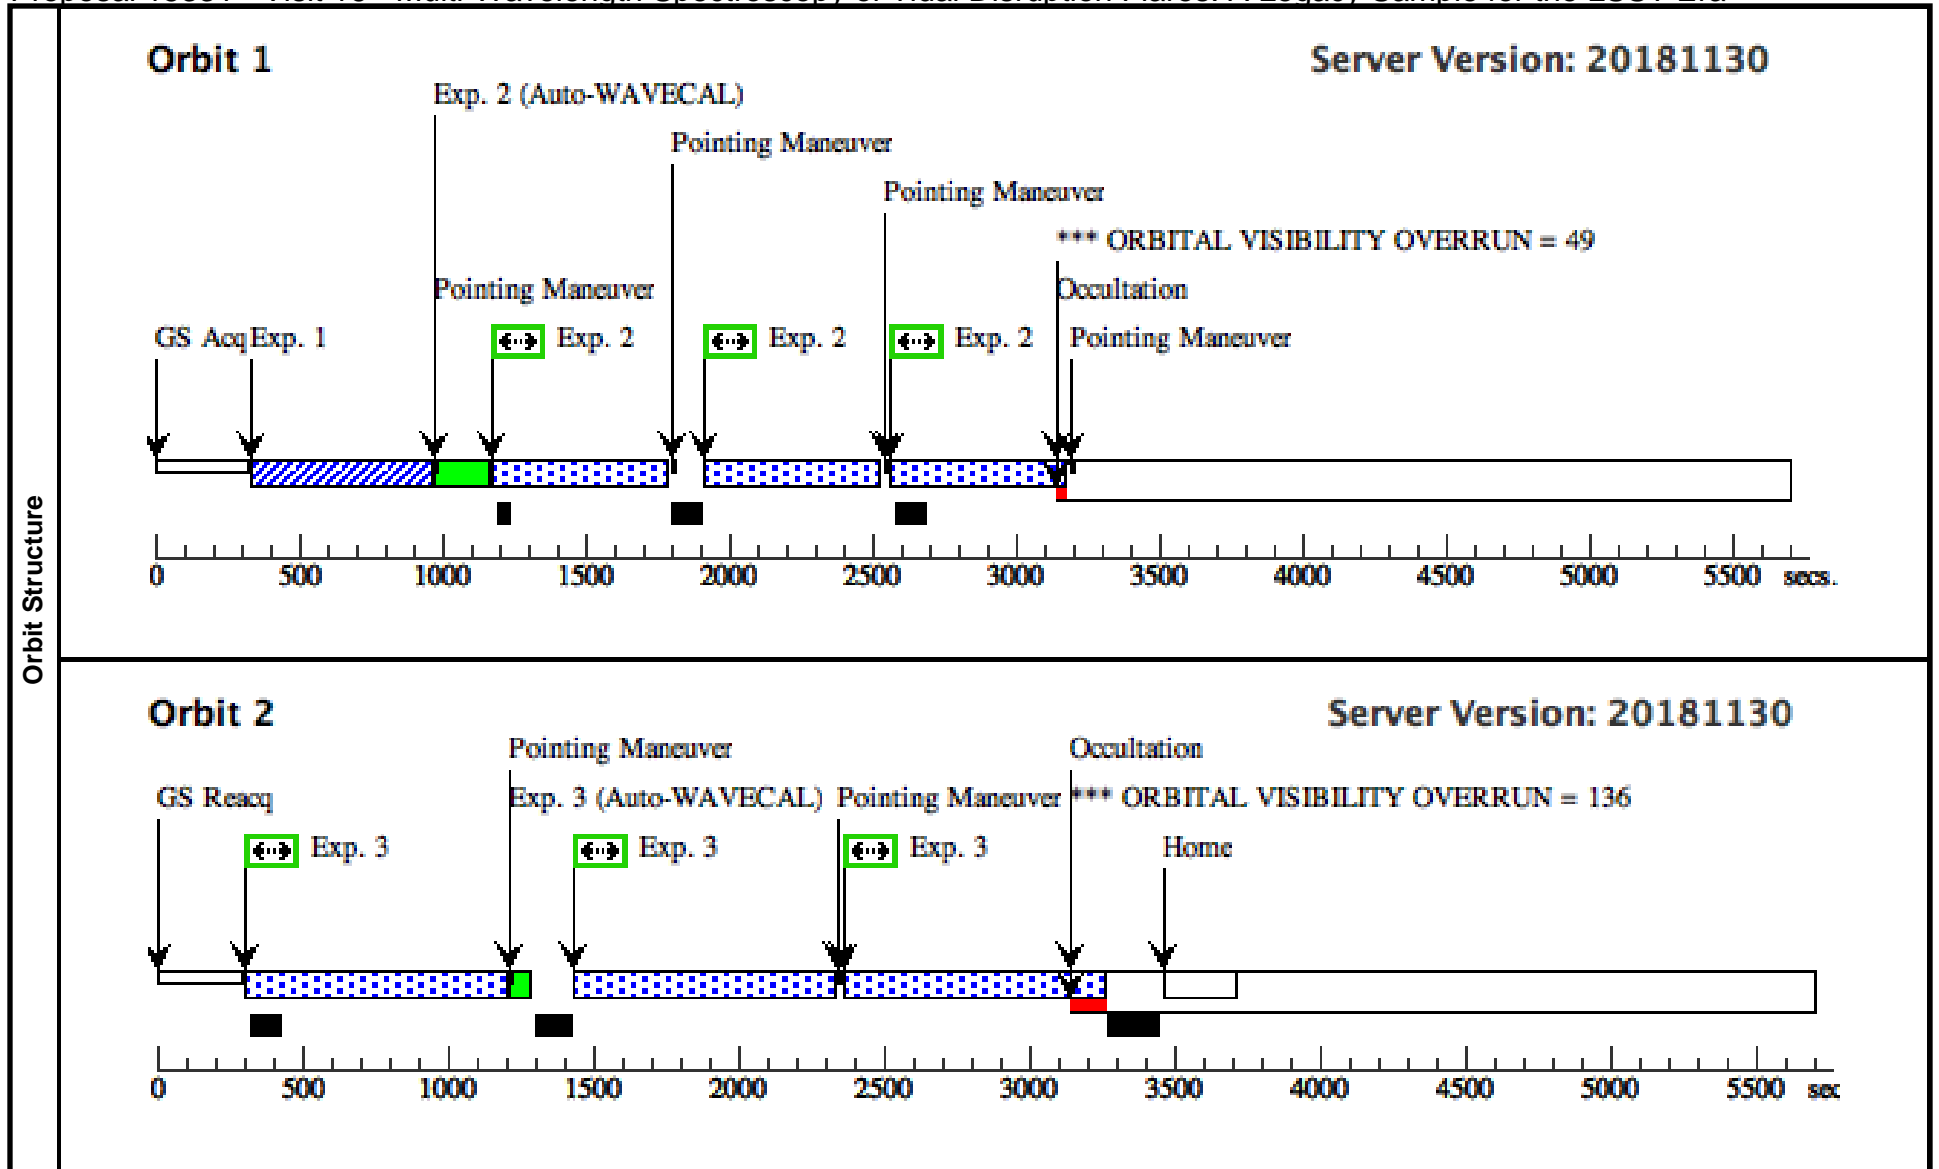 Orbit Structure
Orbit 1
Server Version: 20181130
Exp. 2 (Auto-WAVECAL)
Pointing Maneuver
Pointing Maneuver
*** ORBITAL VISIBILITY OVERRUN = 49
Pointing Maneuver
Occultation
GS Acq
Exp. 1
Exp. 2
Exp. 2
Exp. 2
Pointing Maneuver
0 500 1000 1500 2000 2500 3000 3500 4000 4500 5000 5500 secs.
Orbit 2
Server Version: 20181130
Pointing Maneuver
Occultation
GS Reacq
Exp. 3 (Auto-WAVECAL)
Pointing Maneuver
*** ORBITAL VISIBILITY OVERRUN = 136
Exp. 3
Exp. 3
Exp. 3
Home
0 500 1000 1500 2000 2500 3000 3500 4000 4500 5000 5500 sec